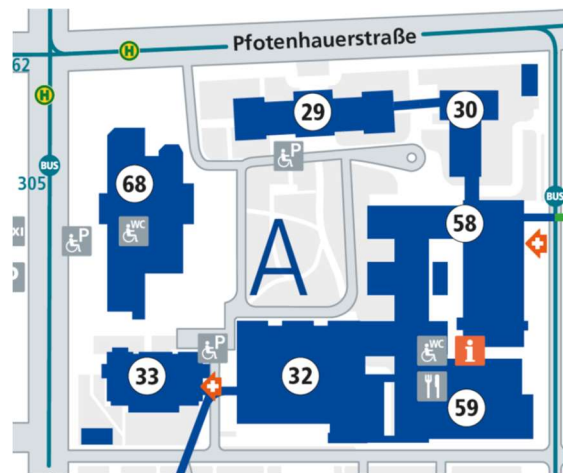 Pfotenhauerstraße
H
62
H
29
30
P
BUS
305
68
BUS
58
WC
P
XI
A
P
WC
i
33
32
59